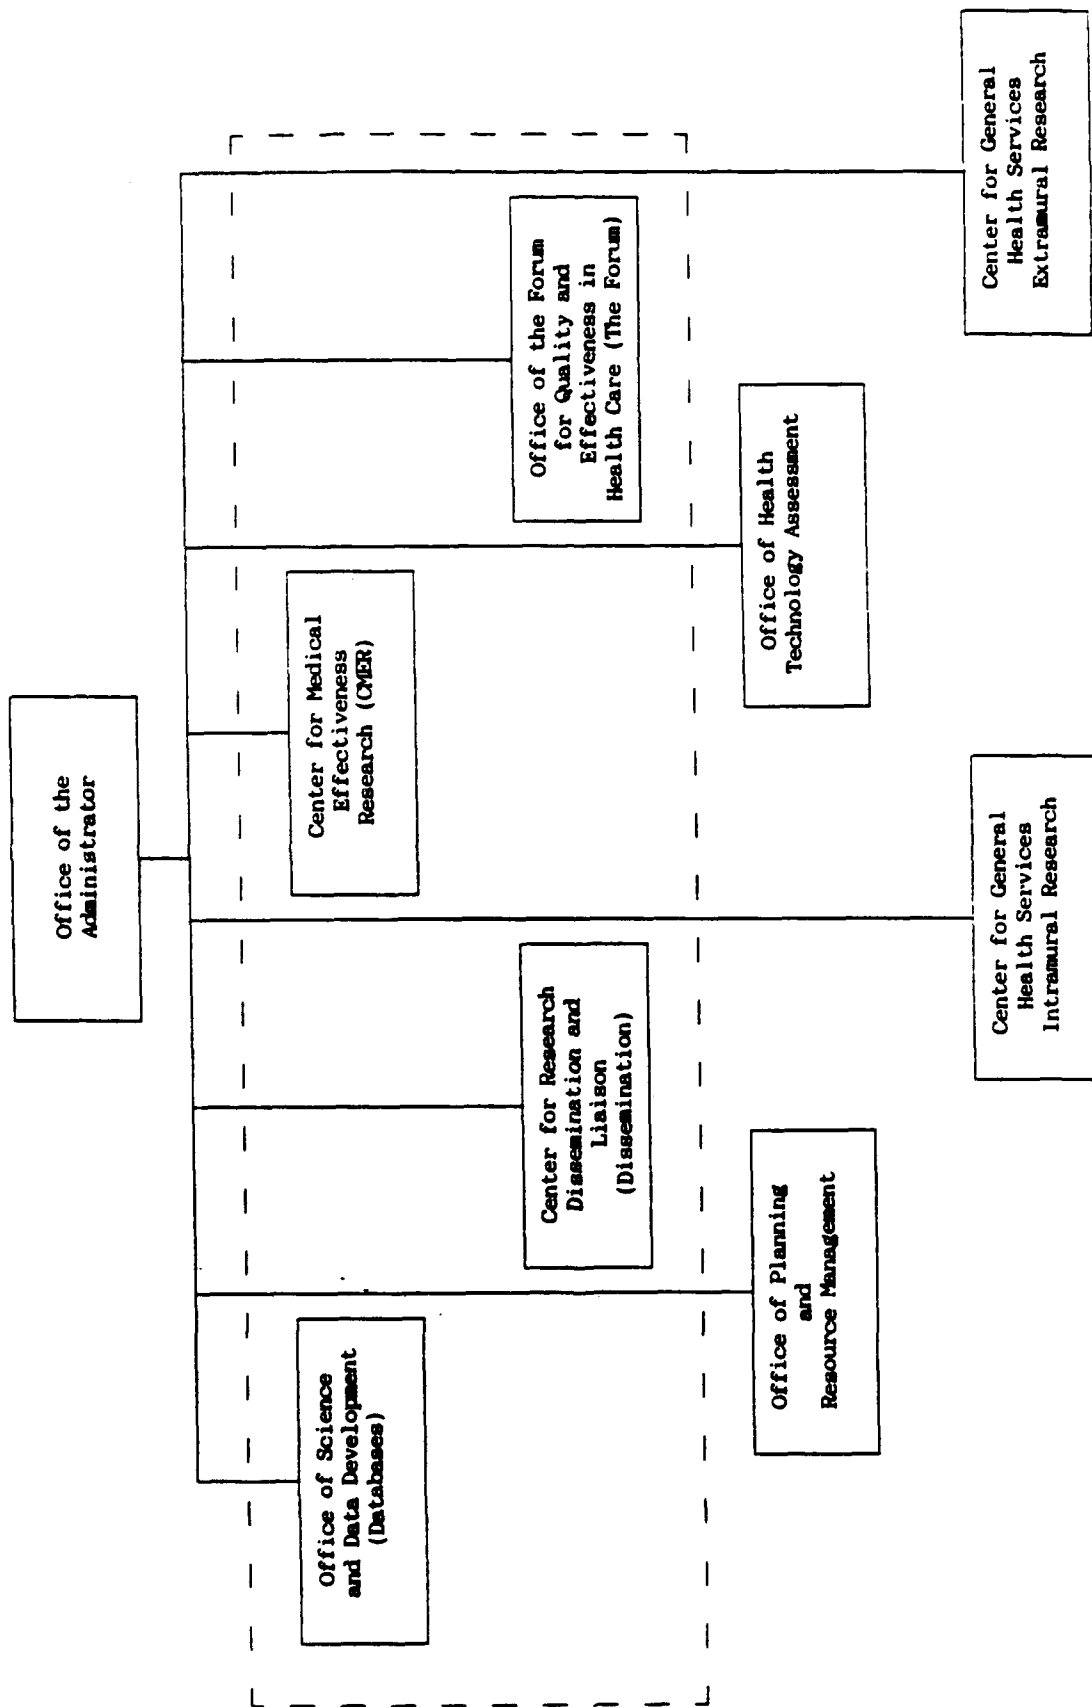 Office of the
Administrator
Office of Science
and Data Development
(Databases)
Center for Medical
Effectiveness
Research (CMER)
Center for Research
Dissemination and
Liaison
(Dissemination)
Office of the Forum
for Quality and
Effectiveness in
Health Care (The Forum)
Office of Planning
and
Resource Management
Office of Health
Technology Assessment
Center for General
Health Services
Intramural Research
Center for General
Health Services
Extramural Research